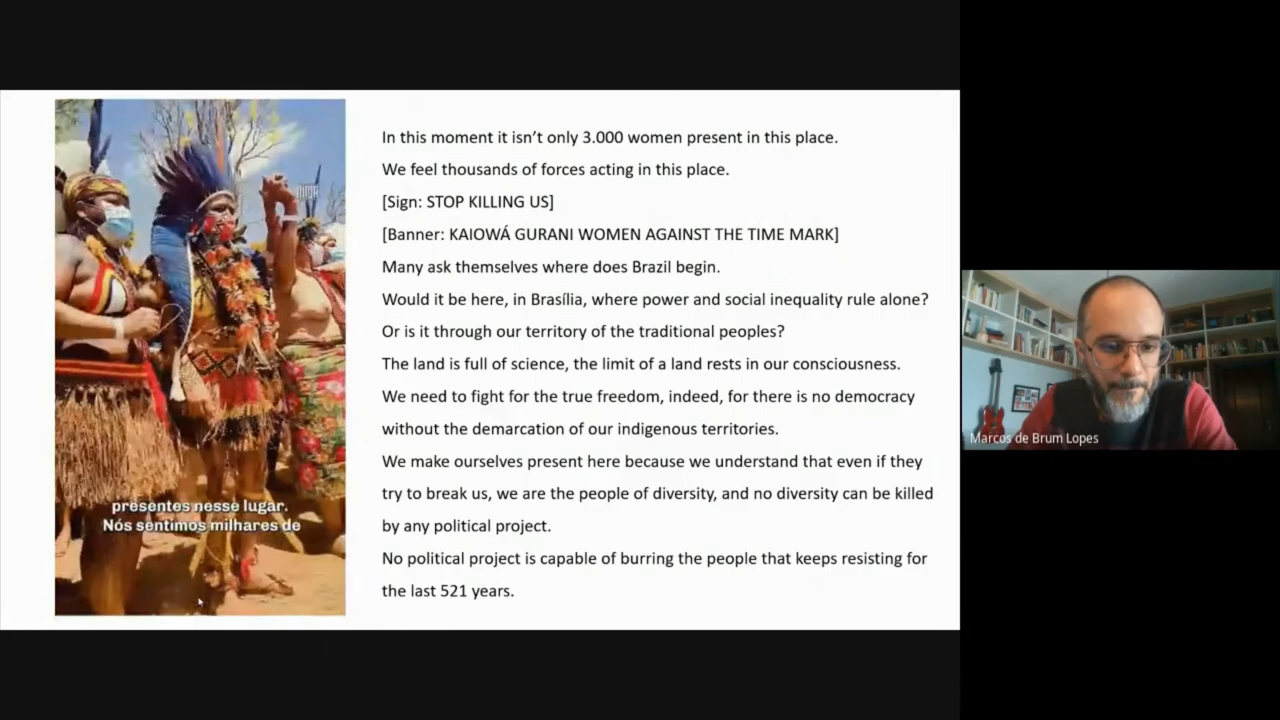 In this moment it isn't only 3.000 women present in this place.
We feel thousands of forces acting in this place.
[Sign: STOP KILLING US]
[Banner: KAIOWÁ GURANI WOMEN AGAINST THE TIME MARK]
Many ask themselves where does Brazil begin.
Would it be here, in Brasília, where power and social inequality rule alone?
Or is it through our territory of the traditional peoples?
The land is full of science, the limit of a land rests in our consciousness.
We need to fight for the true freedom, indeed, for there is no democracy
without the demarcation of our indigenous territories.
We make ourselves present here because we understand that even if they
try to break us, we are the people of diversity, and no diversity can be killed
by any political project.
No political project is capable of burring the people that keeps resisting for
the last 521 years.
presentes nesse lugar.
Nós sentimos milhares de
Marcos de Brum Lopes